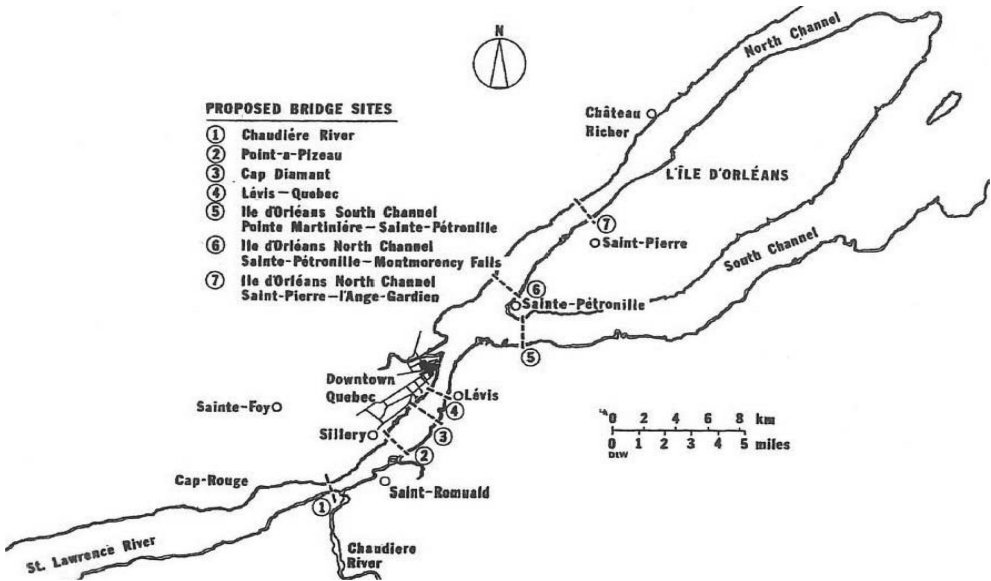 N
PROPOSED BRIDGE SITES
1 Chaudiére River
2 Point-a-Pizeau
3 Cap Diamant
4 Lévis-Quebec
5 Ile d'Orléans South Channel
Pointe Martiniére-Sainte-Pétronille
6 Ile d'Orléans North Channel
Sainte-Pétronille-Montmorency Falls
7 Ile d'Orléans North Channel
Saint-Pierre-l'Ange-Gardien
North Channel
Château
Richer
L'ÎLE D'ORLÉANS
7
Saint-Pierre
South Channel
6
Sainte-Pétronille
5
Downtown
Quebec
Lévis
4
Sainte-Foy
Sillery
3
2
Cap-Rouge
Saint-Romuald
1
St. Lawrence River
Chaudiere
River
0 2 4 6 8 km
0 1 2 3 4 5 miles
DLW